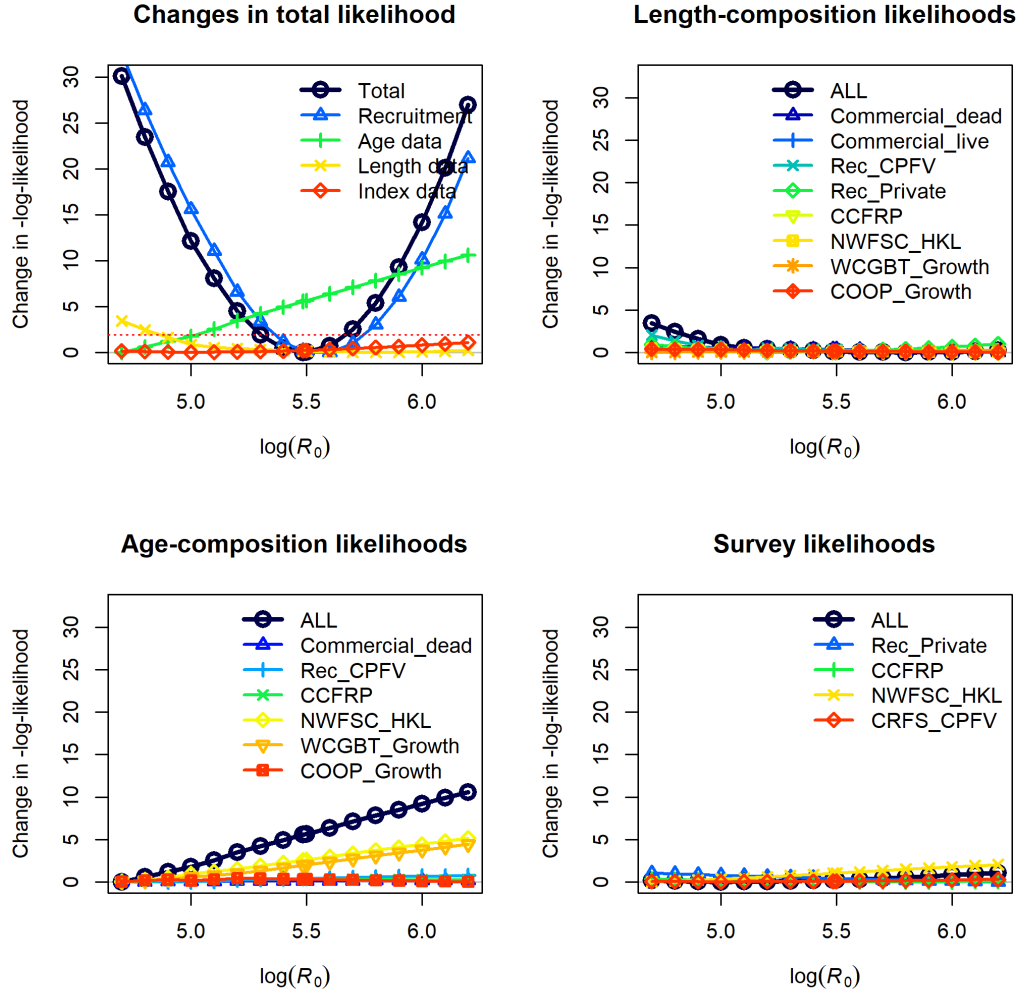 Changes in total likelihood
Change in -log-likelihood
30
25
20
15
10
5
0
Total
Recruitment
Age data
Length data
Index data
5.0
5.5
6.0
log(R0)
Length-composition likelihoods
Change in -log-likelihood
30
20
15
10
5
0
ALL
Commercial_dead
Commercial_live
Rec_CPFV
Rec_Private
CCFRP
NWFSC_HKL
WCGBT_Growth
COOP_Growth
5.0
5.5
6.0
log(R0)
Age-composition likelihoods
Change in -log-likelihood
30
20
15
10
5
0
ALL
Commercial_dead
Rec_CPFV
CCFRP
NWFSC_HKL
WCGBT_Growth
COOP_Growth
5.0
5.5
6.0
log(R0)
Survey likelihoods
Change in -log-likelihood
30
20
15
10
5
0
ALL
Rec_Private
CCFRP
NWFSC_HKL
CRFS_CPFV
5.0
5.5
6.0
log(R0)